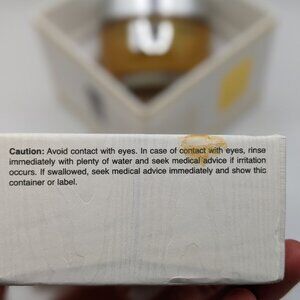 Caution: Avoid contact with eyes. In case of contact with eyes, rinse
immediately with plenty of water and seek medical advice if irritation
occurs. If swallowed, seek medical advice immediately and show this
container or label.